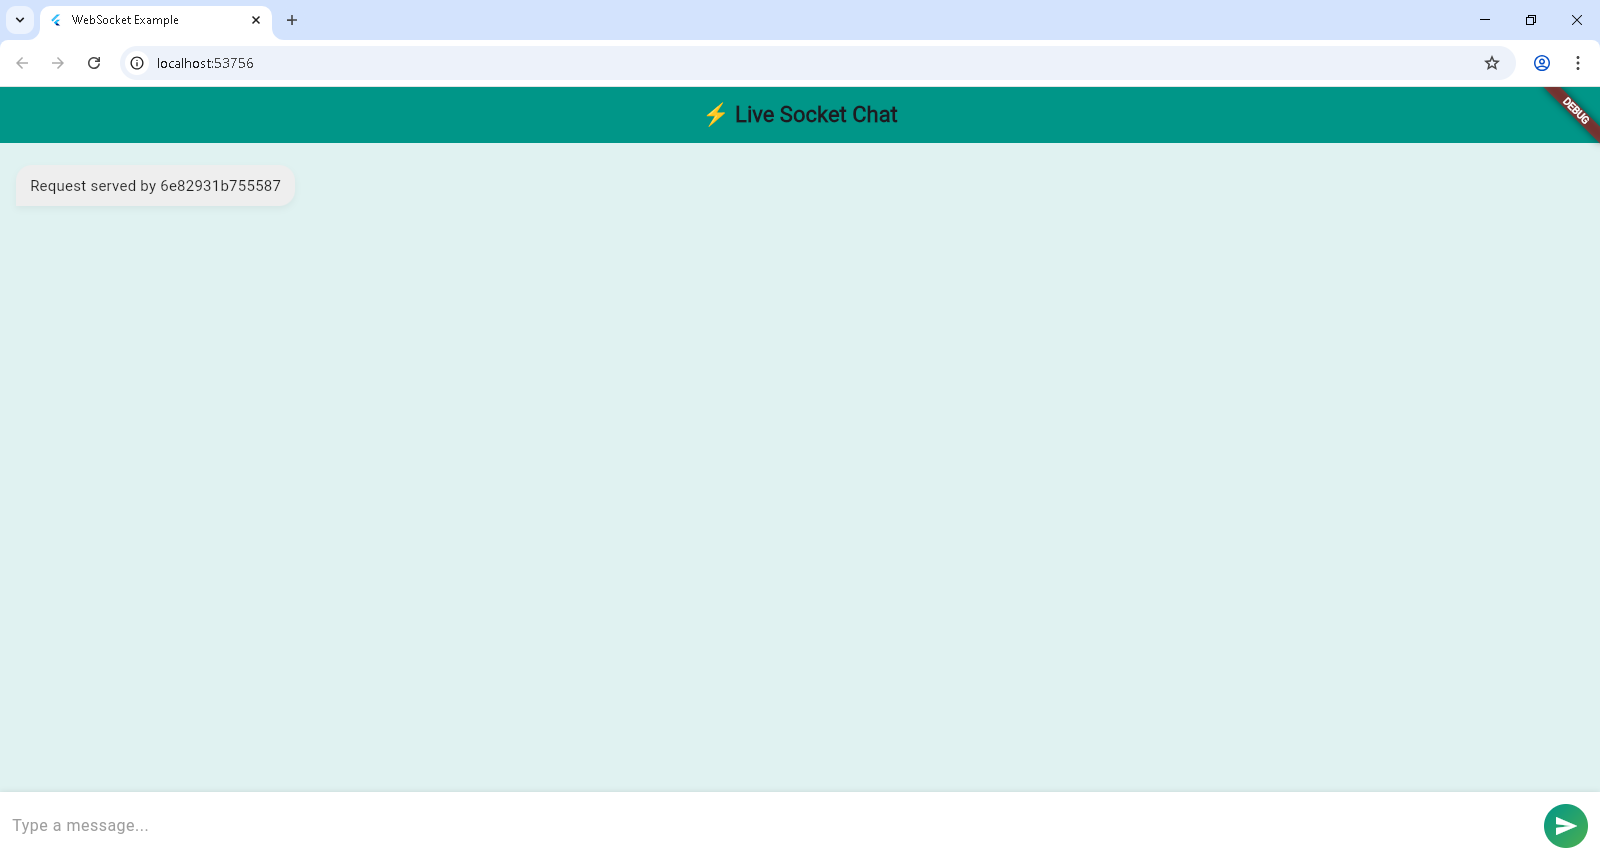 WebSocket Example
localhost:53756
⚡ Live Socket Chat
DEBUG
Request served by 6e82931b755587
Type a message...